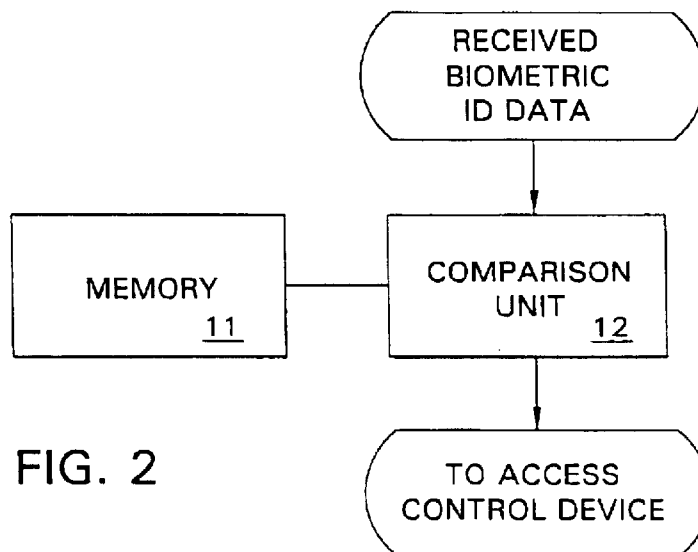 RECEIVED
BIOMETRIC
ID DATA
MEMORY
11
COMPARISON
UNIT
12
FIG. 2
TO ACCESS
CONTROL DEVICE